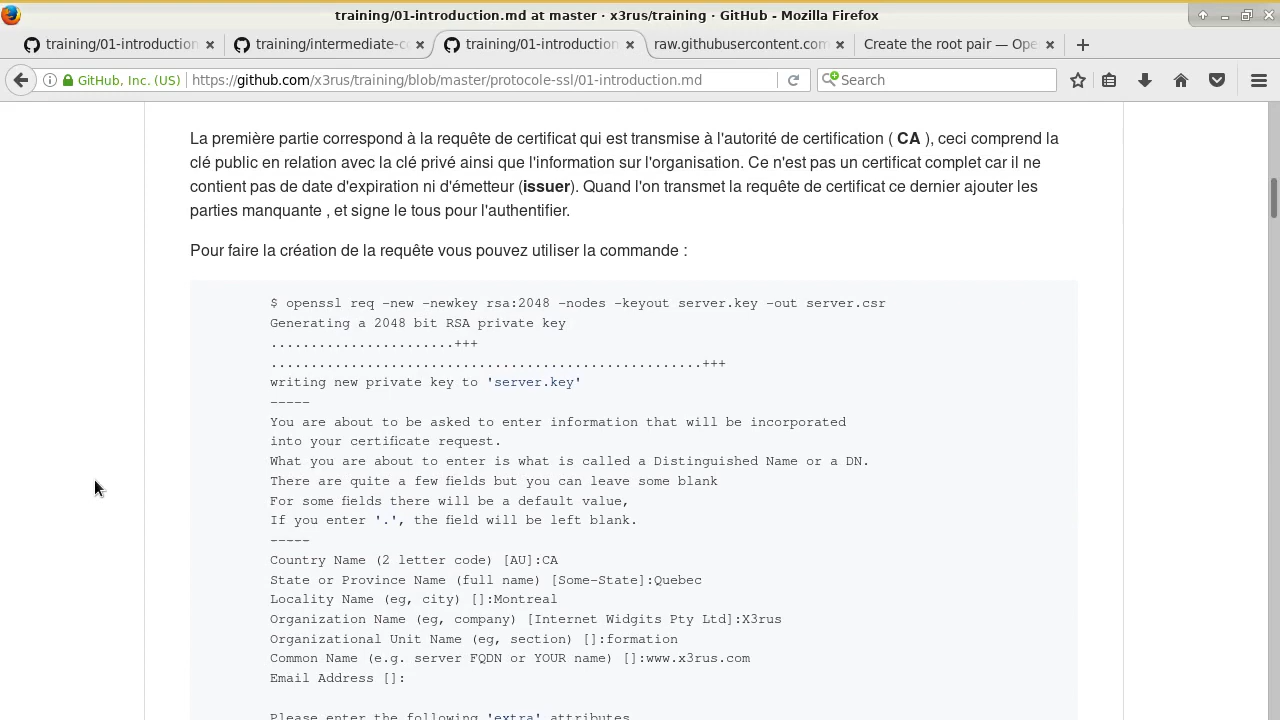 training/01-introduction.md at master · x3rus/training · GitHub - Mozilla Firefox
training/01-introduction
training/intermediate-c
training/01-introduction
raw.githubusercontent.com
Create the root pair — Ope
GitHub, Inc. (US)
https://github.com/x3rus/training/blob/master/protocole-ssl/01-introduction.md
Search
La première partie correspond à la requête de certificat qui est transmise à l'autorité de certification ( CA ), ceci comprend la
clé public en relation avec la clé privé ainsi que l'information sur l'organisation. Ce n'est pas un certificat complet car il ne
contient pas de date d'expiration ni d'émetteur (issuer). Quand l'on transmet la requête de certificat ce dernier ajouter les
parties manquante , et signe le tous pour l'authentifier.
Pour faire la création de la requête vous pouvez utiliser la commande :
$ openssl req -new -newkey rsa:2048 -nodes -keyout server.key -out server.csr
Generating a 2048 bit RSA private key
.......................+++
......................................................+++
writing new private key to 'server.key'
-----
You are about to be asked to enter information that will be incorporated
into your certificate request.
What you are about to enter is what is called a Distinguished Name or a DN.
There are quite a few fields but you can leave some blank
For some fields there will be a default value,
If you enter '.', the field will be left blank.
-----
Country Name (2 letter code) [AU]:CA
State or Province Name (full name) [Some-State]:Quebec
Locality Name (eg, city) []:Montreal
Organization Name (eg, company) [Internet Widgits Pty Ltd]:X3rus
Organizational Unit Name (eg, section) []:formation
Common Name (e.g. server FQDN or YOUR name) []:www.x3rus.com
Email Address []:
Please enter the following 'extra' attributes